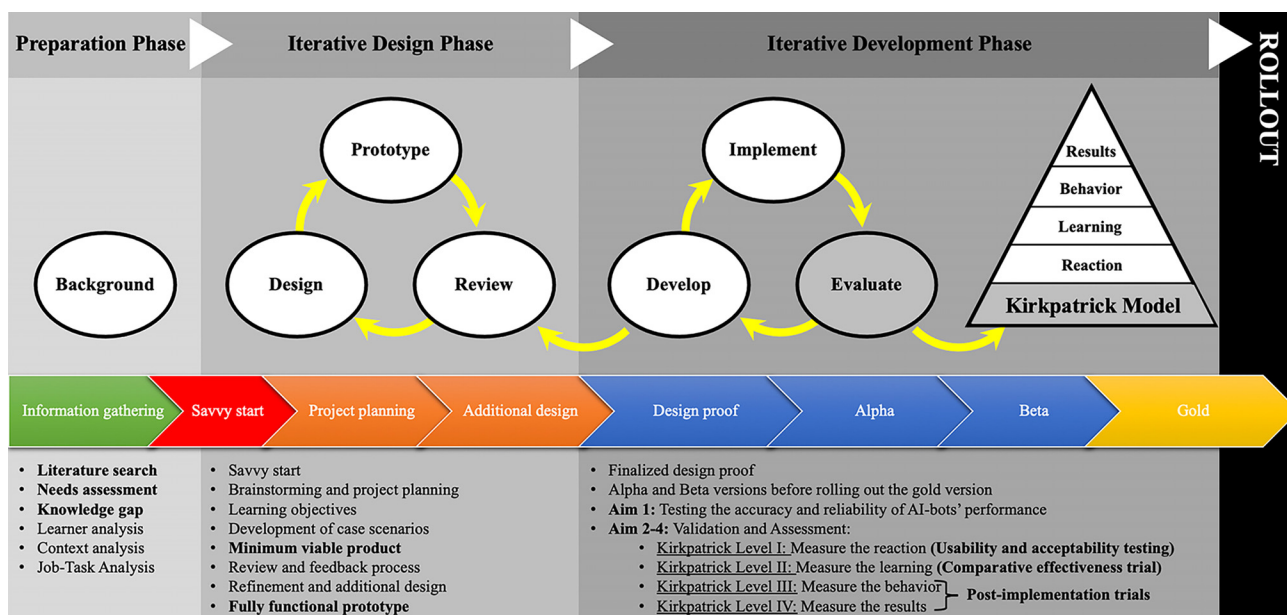 Preparation Phase
Iterative Design Phase
Iterative Development Phase
ROLLOUT
Background
Prototype
Design
Review
Implement
Develop
Evaluate
Results
Behavior
Learning
Reaction
Kirkpatrick Model
Information gathering
Savvy start
Project planning
Additional design
Design proof
Alpha
Beta
Gold
• Literature search
• Needs assessment
• Knowledge gap
• Learner analysis
• Context analysis
• Job-Task Analysis
• Savvy start
• Brainstorming and project planning
• Learning objectives
• Development of case scenarios
• Minimum viable product
• Review and feedback process
• Refinement and additional design
• Fully functional prototype
• Finalized design proof
• Alpha and Beta versions before rolling out the gold version
• Aim 1: Testing the accuracy and reliability of AI-bots' performance
• Aim 2-4: Validation and Assessment:
• Kirkpatrick Level I: Measure the reaction (Usability and acceptability testing)
• Kirkpatrick Level II: Measure the learning (Comparative effectiveness trial)
• Kirkpatrick Level III: Measure the behavior
• Kirkpatrick Level IV: Measure the results
Post-implementation trials